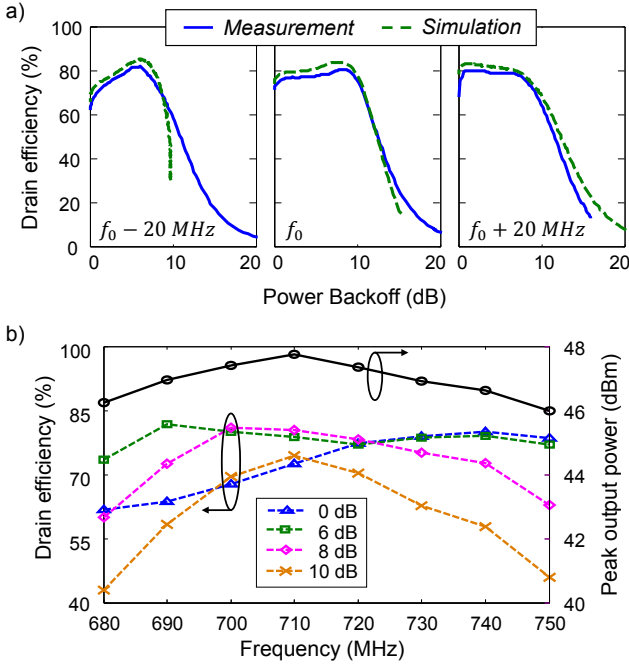 a)
Measurement Simulation
Drain efficiency (%)
100
80
60
40
20
0
f₀ − 20 MHz
f₀
f₀ + 20 MHz
0 10 20 0 10 20 0 10 20
Power Backoff (dB)
b)
Drain efficiency (%)
100
85
70
55
40
Peak output power (dBm)
48
46
44
42
40
0 dB
6 dB
8 dB
10 dB
680 690 700 710 720 730 740 750
Frequency (MHz)